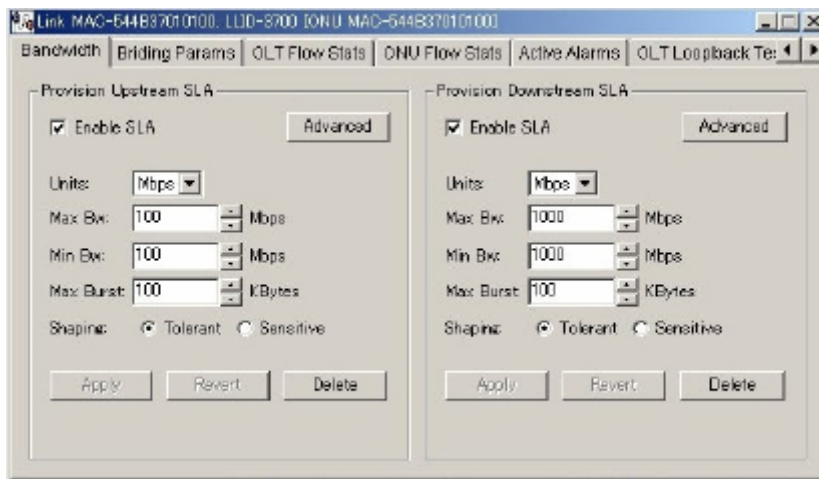 Link MAC-544B37010100. LLID-3700 [ONU MAC-544B37010100]
Bandwidth Briding Params OLT Flow Stats ONU Flow Stats Active Alarms OLT Loopback Te:
Provision Upstream SLA
Enable SLA Advanced
Units: Mbps
Max Bw: 100 Mbps
Min Bw: 100 Mbps
Max Burst: 100 KBytes
Shaping: Tolerant Sensitive
Apply Revert Delete
Provision Downstream SLA
Enable SLA Advanced
Units: Mbps
Max Bw: 1000 Mbps
Min Bw: 1000 Mbps
Max Burst: 100 KBytes
Shaping: Tolerant Sensitive
Apply Revert Delete